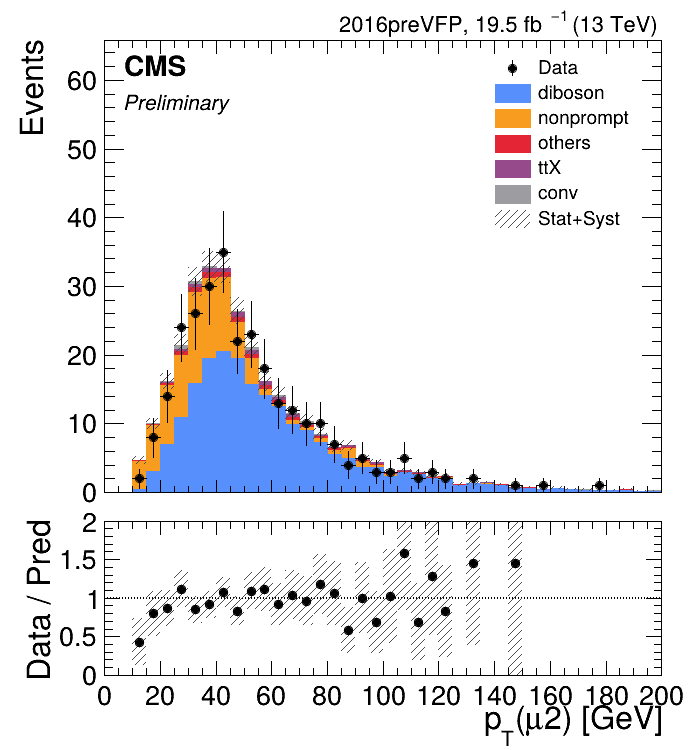 2016preVFP, 19.5 fb⁻¹ (13 TeV)
CMS
Preliminary
Events
60
50
40
30
20
10
0
Data
diboson
nonprompt
others
ttX
conv
Stat+Syst
Data / Pred
2
1.5
1
0.5
0
0 20 40 60 80 100 120 140 160 180 200
p_T(μ2) [GeV]